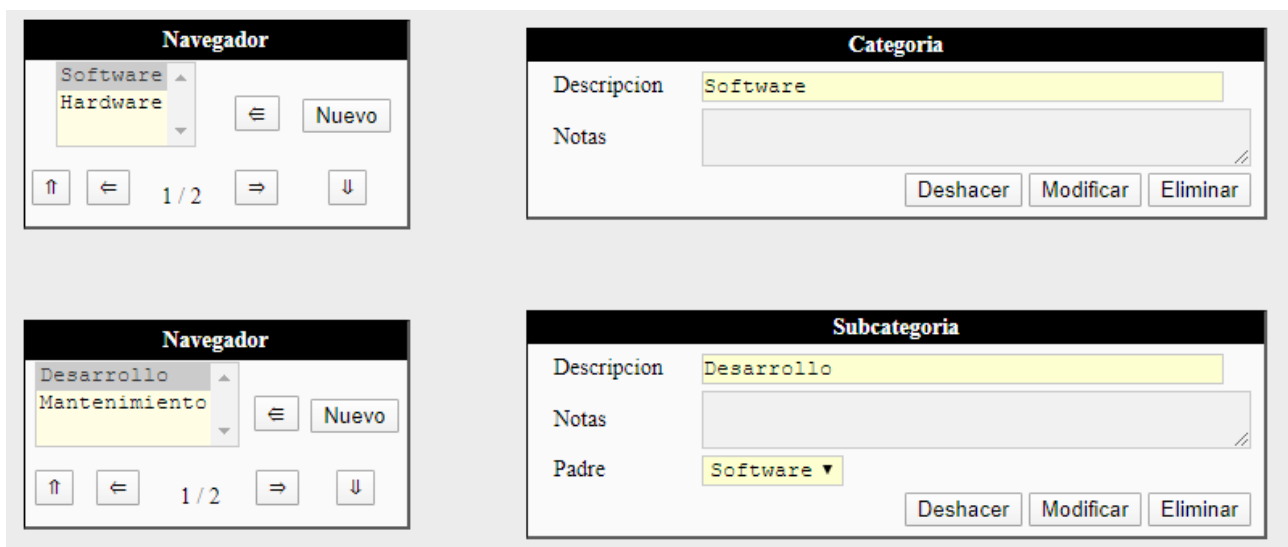 Navegador
Software
Hardware
⋹ Nuevo
⇑ ⇐ 1 / 2 ⇒ ⇓
Categoria
Descripcion Software
Notas
Deshacer Modificar Eliminar
Navegador
Desarrollo
Mantenimiento
⋹ Nuevo
⇑ ⇐ 1 / 2 ⇒ ⇓
Subcategoria
Descripcion Desarrollo
Notas
Padre Software ▼
Deshacer Modificar Eliminar